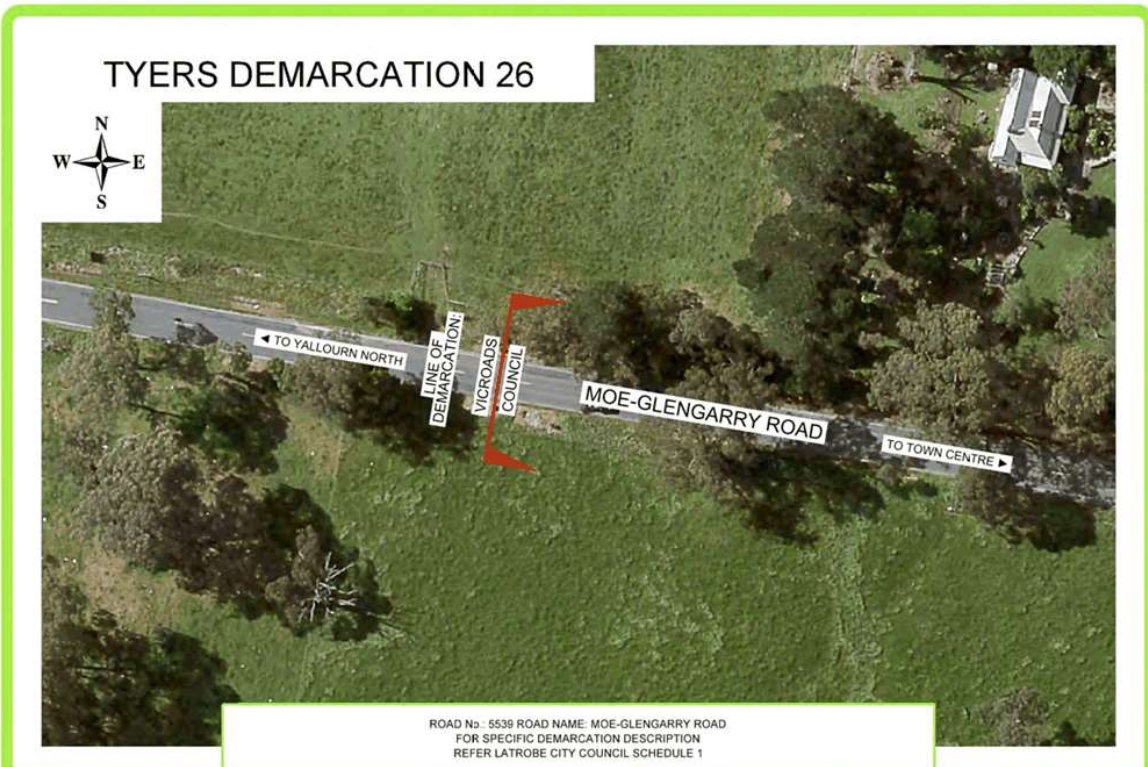 TYERS DEMARCATION 26
N
W E
S
◄ TO YALLOURN NORTH
LINE OF
DEMARCATION:
VICROADS
COUNCIL
MOE-GLENGARRY ROAD
TO TOWN CENTRE ►
ROAD No.: 5539 ROAD NAME: MOE-GLENGARRY ROAD
FOR SPECIFIC DEMARCATION DESCRIPTION
REFER LATROBE CITY COUNCIL SCHEDULE 1